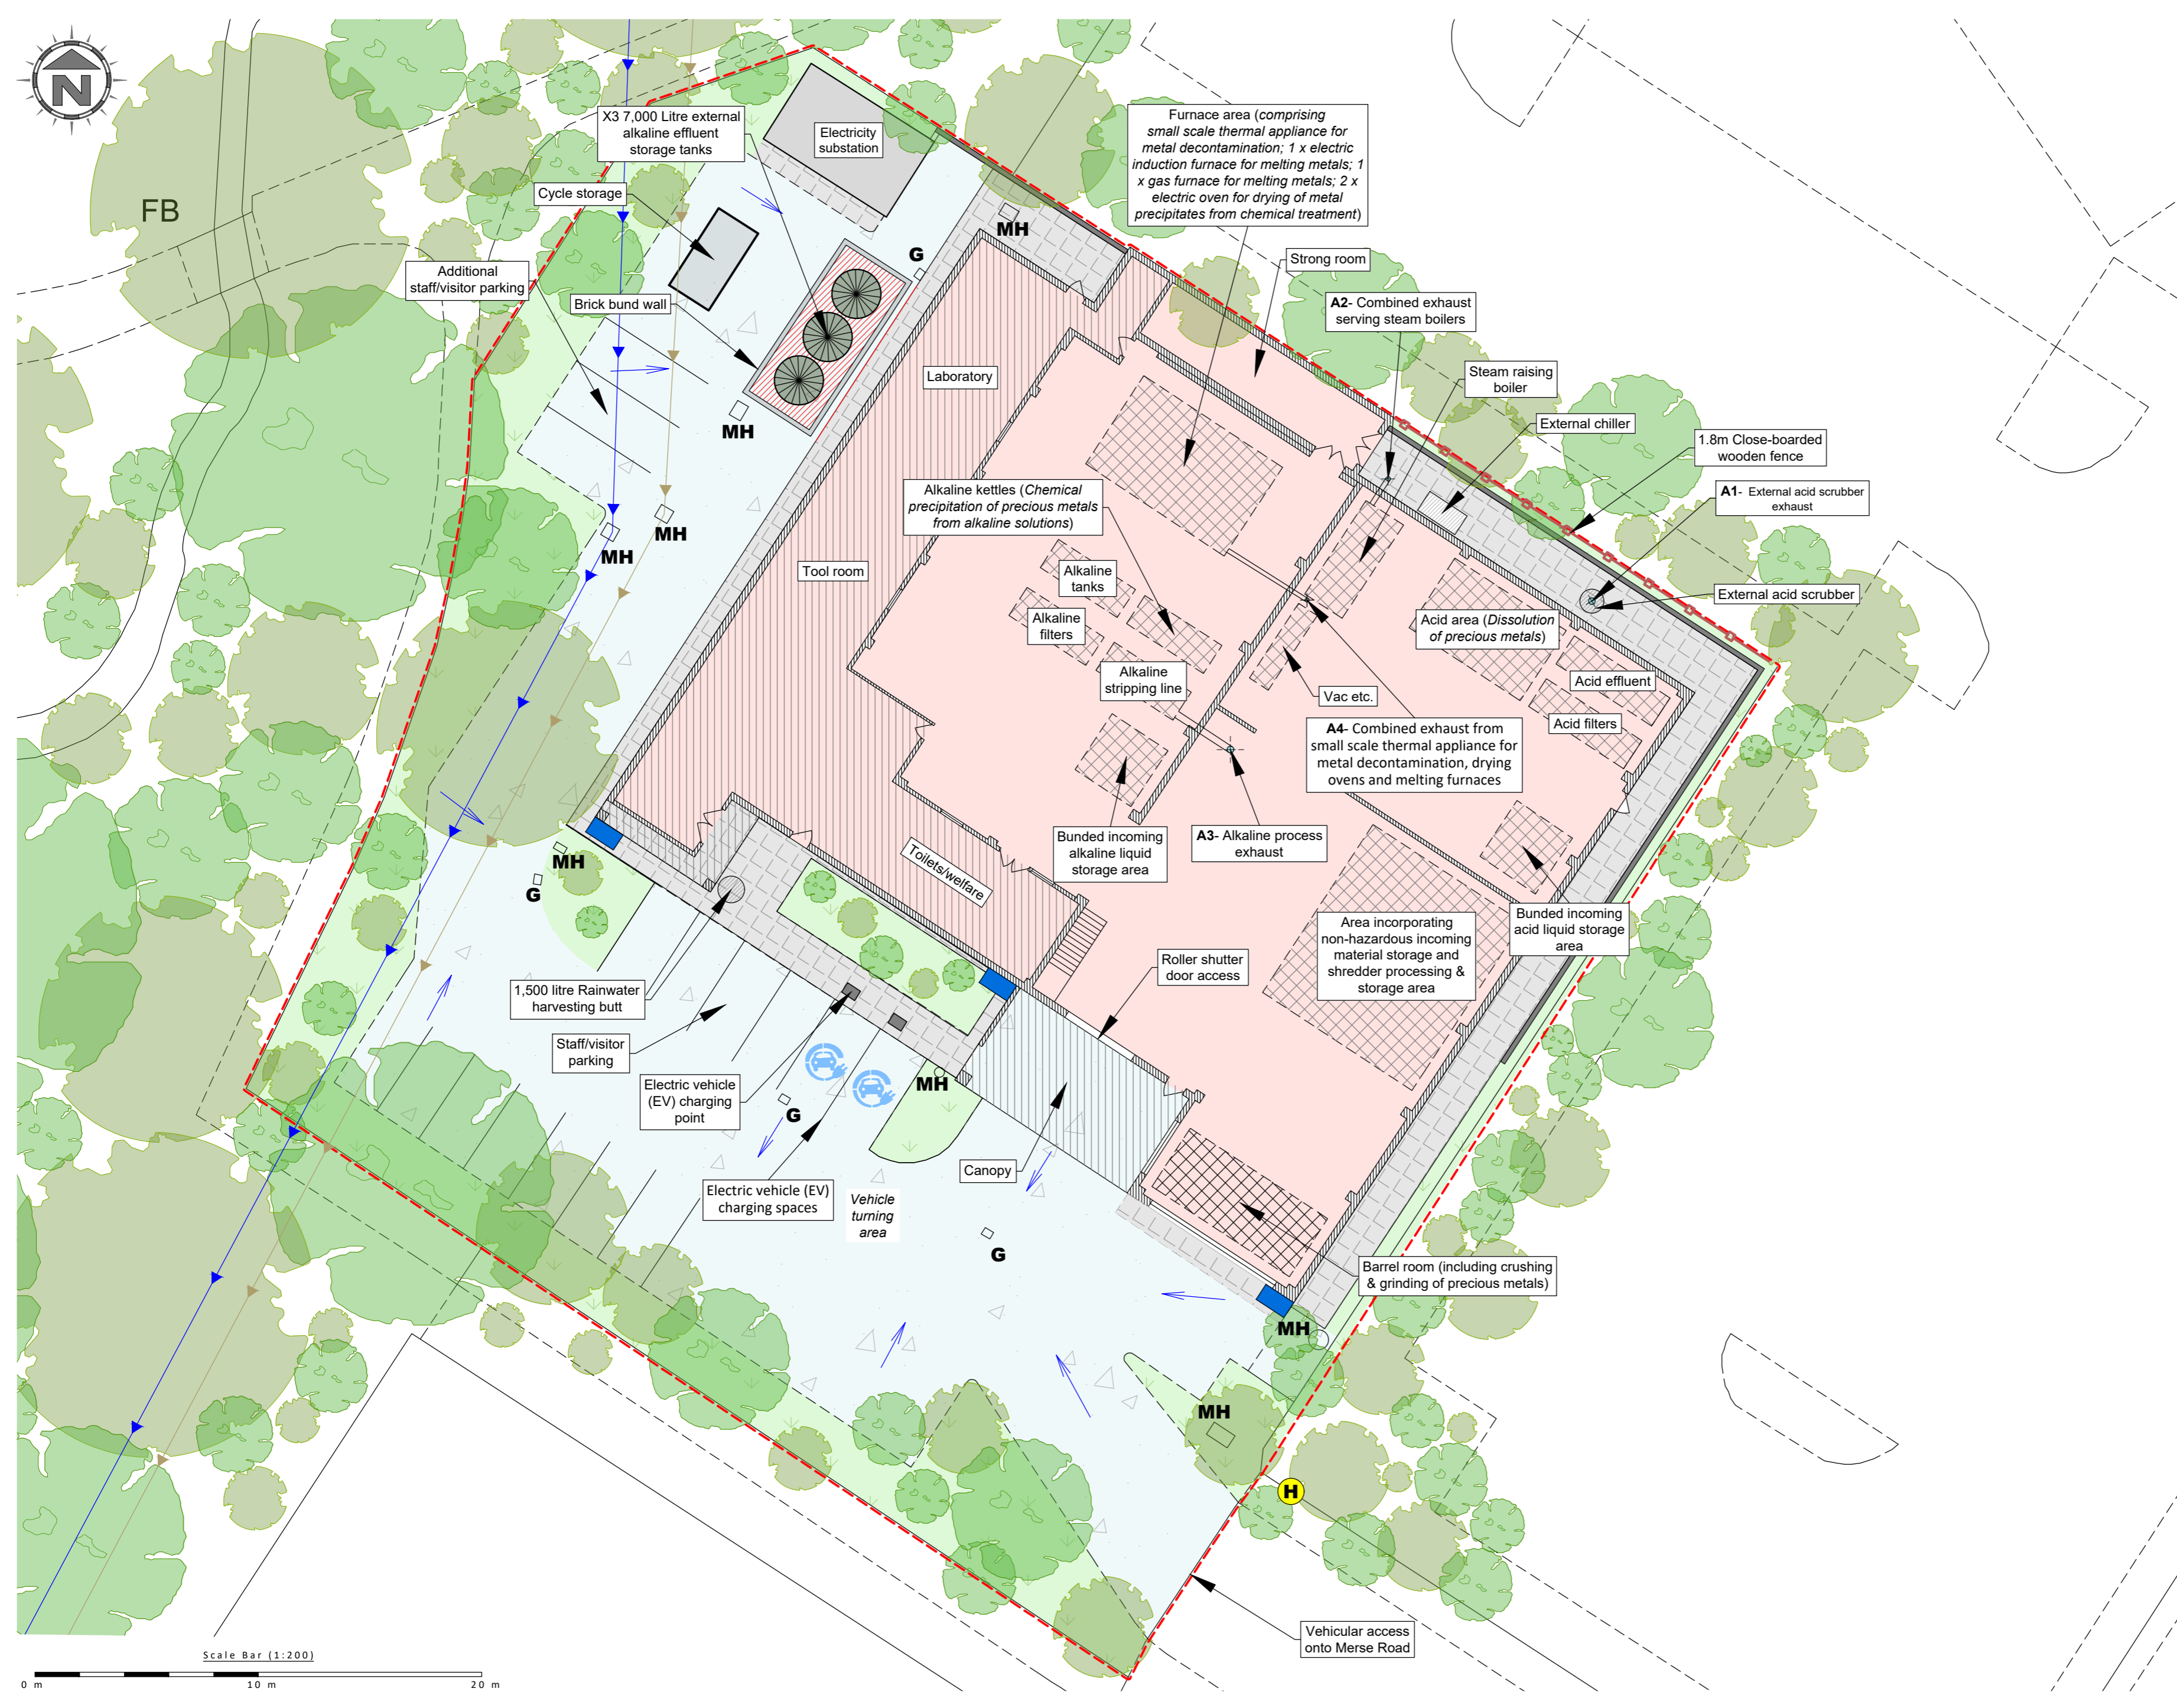 N
FB
X3 7,000 Litre external
alkaline effluent
storage tanks
Electricity
substation
Furnace area (comprising
small scale thermal appliance for
metal decontamination; 1 x electric
induction furnace for melting metals; 1
x gas furnace for melting metals; 2 x
electric oven for drying of metal
precipitates from chemical treatment)
Cycle storage
MH
G
Strong room
Additional
staff/visitor parking
Brick bund wall
A2- Combined exhaust
serving steam boilers
Laboratory
Steam raising
boiler
External chiller
MH
1.8m Close-boarded
wooden fence
Alkaline kettles (Chemical
precipitation of precious metals
from alkaline solutions)
A1- External acid scrubber
exhaust
MH
MH
Tool room
Alkaline
tanks
External acid scrubber
Alkaline
filters
Acid area (Dissolution
of precious metals)
Alkaline
stripping line
Acid effluent
Vac etc.
Acid filters
A4- Combined exhaust from
small scale thermal appliance for
metal decontamination, drying
ovens and melting furnaces
Bunded incoming
alkaline liquid
storage area
A3- Alkaline process
exhaust
MH
G
Toilets/welfare
Area incorporating
non-hazardous incoming
material storage and
shredder processing &
storage area
Bunded incoming
acid liquid storage
area
Roller shutter
door access
1,500 litre Rainwater
harvesting butt
Staff/visitor
parking
Electric vehicle
(EV) charging
point
MH
G
Canopy
Electric vehicle (EV)
charging spaces
Vehicle
turning
area
G
Barrel room (including crushing
& grinding of precious metals)
MH
MH
H
Vehicular access
onto Merse Road
Scale Bar (1:200)
0 m
10 m
20 m